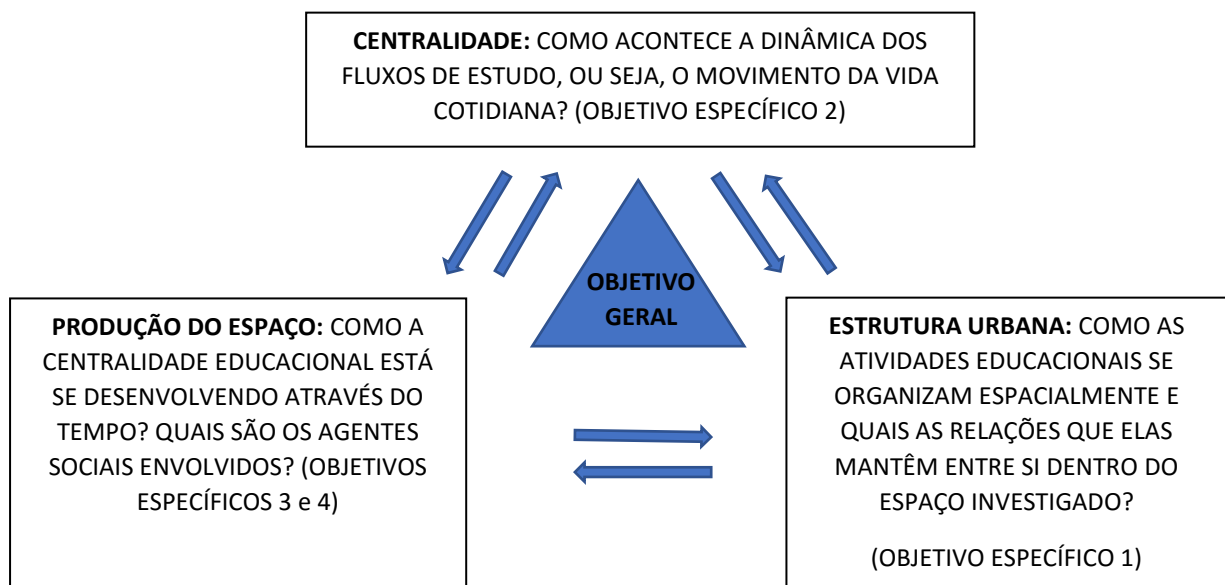 CENTRALIDADE: COMO ACONTECE A DINÂMICA DOS
FLUXOS DE ESTUDO, OU SEJA, O MOVIMENTO DA VIDA
COTIDIANA? (OBJETIVO ESPECÍFICO 2)
OBJETIVO
GERAL
PRODUÇÃO DO ESPAÇO: COMO A
CENTRALIDADE EDUCACIONAL ESTÁ
SE DESENVOLVENDO ATRAVÉS DO
TEMPO? QUAIS SÃO OS AGENTES
SOCIAIS ENVOLVIDOS? (OBJETIVOS
ESPECÍFICOS 3 e 4)
ESTRUTURA URBANA: COMO AS
ATIVIDADES EDUCACIONAIS SE
ORGANIZAM ESPACIALMENTE E
QUAIS AS RELAÇÕES QUE ELAS
MANTÊM ENTRE SI DENTRO DO
ESPAÇO INVESTIGADO?
(OBJETIVO ESPECÍFICO 1)